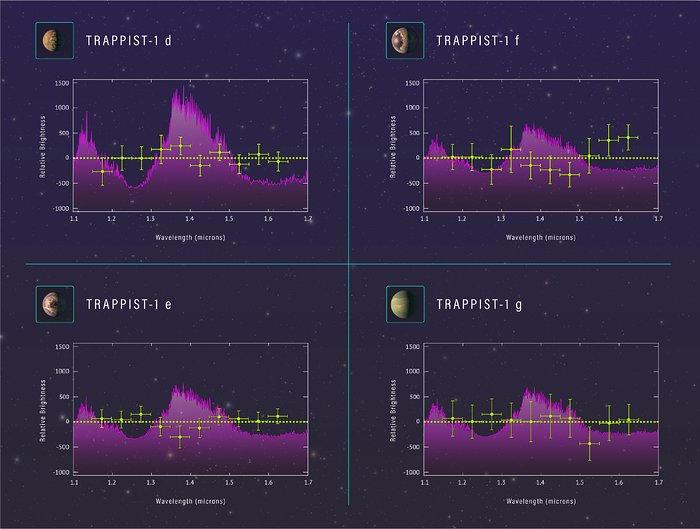 TRAPPIST-1 d
1500
1000
500
0
-500
-1000
Relative Brightness
1.1 1.2 1.3 1.4 1.5 1.6 1.7
Wavelength (microns)
TRAPPIST-1 f
1500
1000
500
0
-500
-1000
Relative Brightness
1.1 1.2 1.3 1.4 1.5 1.6 1.7
Wavelength (microns)
TRAPPIST-1 e
1500
1000
500
0
-500
-1000
Relative Brightness
1.1 1.2 1.3 1.4 1.5 1.6 1.7
Wavelength (microns)
TRAPPIST-1 g
1500
1000
500
0
-500
-1000
Relative Brightness
1.1 1.2 1.3 1.4 1.5 1.6 1.7
Wavelength (microns)